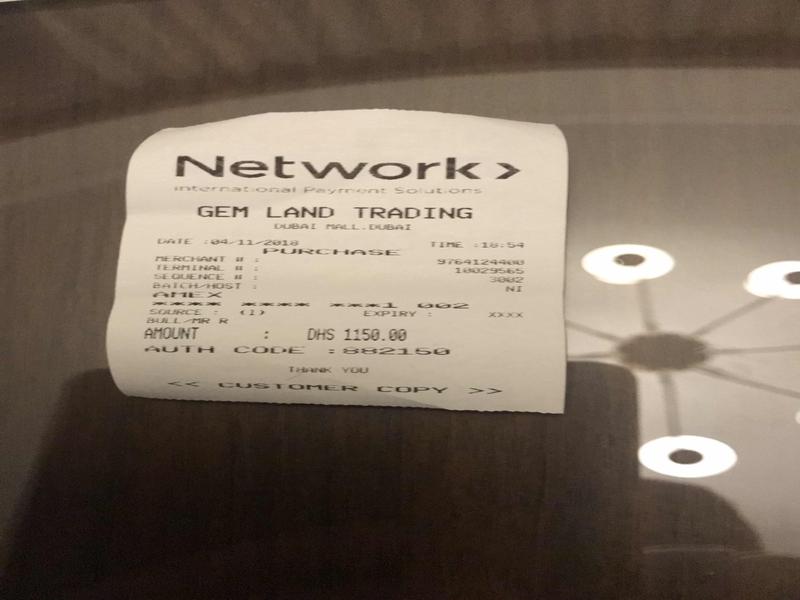 Network >
International Payment Solutions
GEM LAND TRADING
DUBAI MALL.DUBAI
DATE :04/11/2018 TIME :18:54
PURCHASE
MERCHANT # : 9764124400
TERMINAL # : 10029565
SEQUENCE # : 3002
BATCH/HOST : NI
AMEX
**** **** ***1 002
SOURCE : (1) EXPIRY : XXXX
BULL/MR R
AMOUNT : DHS 1150.00
AUTH CODE :882150
THANK YOU
<< CUSTOMER COPY >>